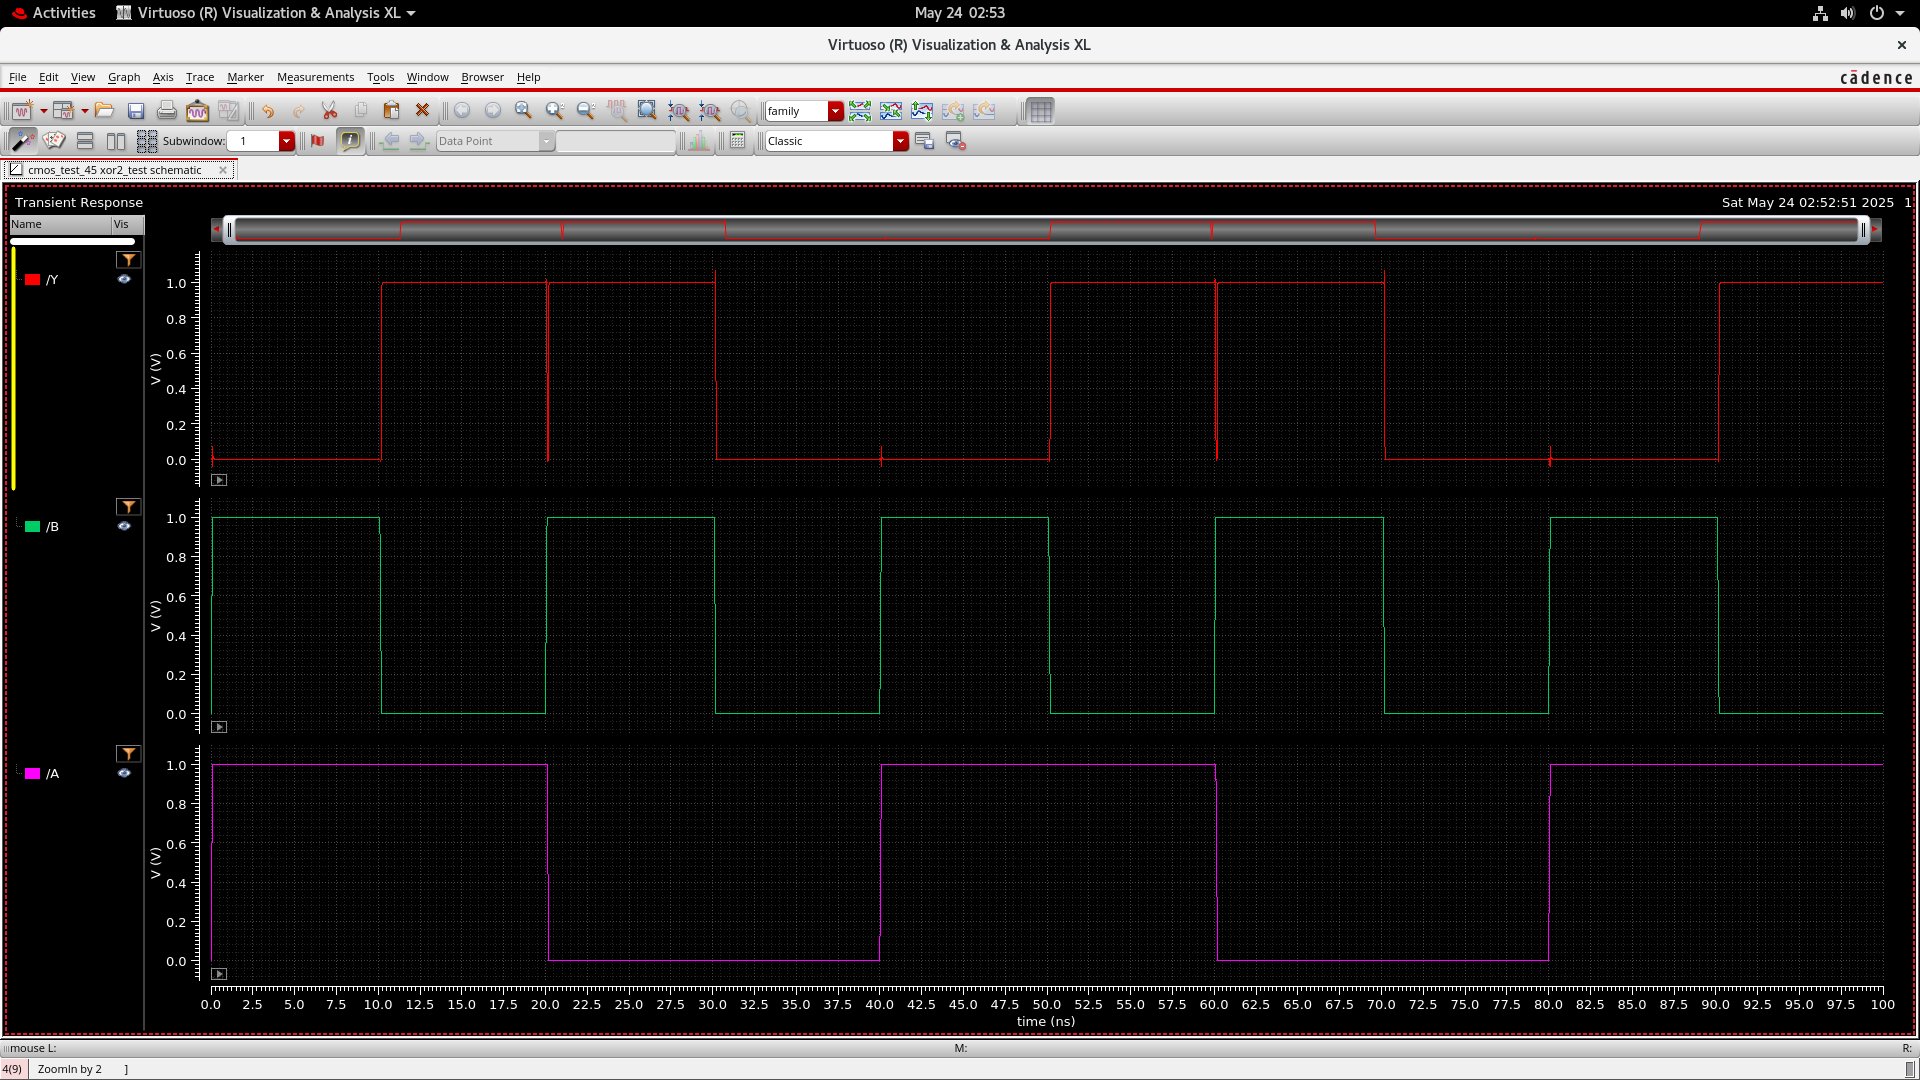 Activities Virtuoso (R) Visualization & Analysis XL May 24 02:53
Virtuoso (R) Visualization & Analysis XL ×
File Edit View Graph Axis Trace Marker Measurements Tools Window Browser Help cādence
family
Subwindow: 1 Data Point Classic
cmos_test_45 xor2_test schematic
Transient Response Sat May 24 02:52:51 2025 1
Name Vis
/Y
1.0
0.8
0.6
0.4
0.2
0.0
V (V)
/B
1.0
0.8
0.6
0.4
0.2
0.0
V (V)
/A
1.0
0.8
0.6
0.4
0.2
0.0
V (V)
0.0 2.5 5.0 7.5 10.0 12.5 15.0 17.5 20.0 22.5 25.0 27.5 30.0 32.5 35.0 37.5 40.0 42.5 45.0 47.5 50.0 52.5 55.0 57.5 60.0 62.5 65.0 67.5 70.0 72.5 75.0 77.5 80.0 82.5 85.0 87.5 90.0 92.5 95.0 97.5 100
time (ns)
mouse L: M: R:
4(9) ZoomIn by 2 ]